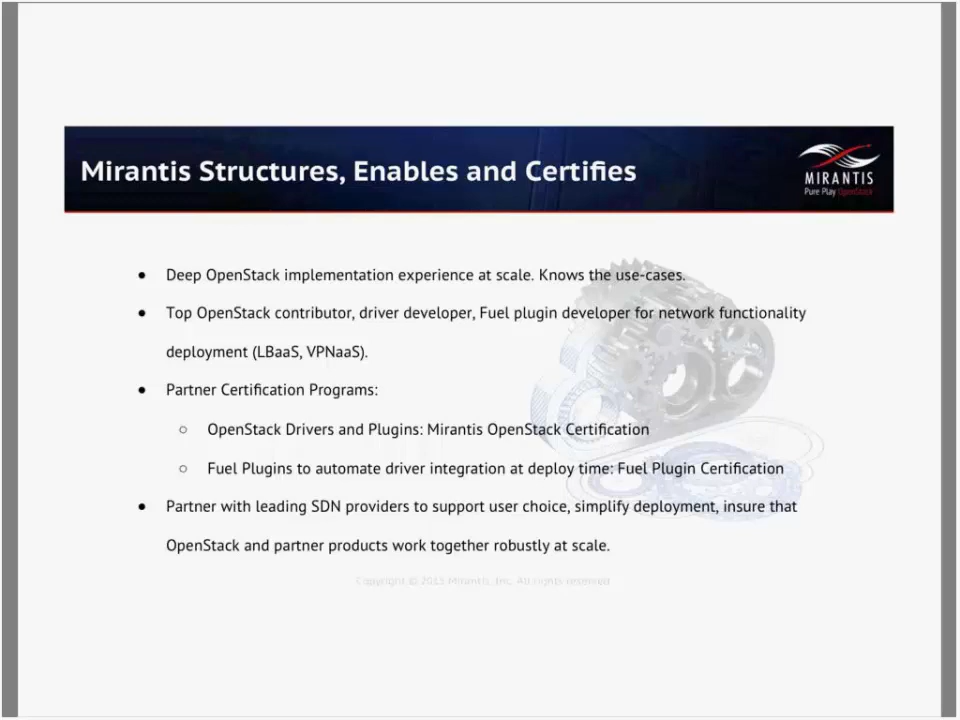 Mirantis Structures, Enables and Certifies
MIRANTIS
Pure Play OpenStack
● Deep OpenStack implementation experience at scale. Knows the use-cases.
● Top OpenStack contributor, driver developer, Fuel plugin developer for network functionality
deployment (LBaaS, VPNaaS).
● Partner Certification Programs:
○ OpenStack Drivers and Plugins: Mirantis OpenStack Certification
○ Fuel Plugins to automate driver integration at deploy time: Fuel Plugin Certification
● Partner with leading SDN providers to support user choice, simplify deployment, insure that
OpenStack and partner products work together robustly at scale.
Copyright © 2015 Mirantis, Inc. All rights reserved